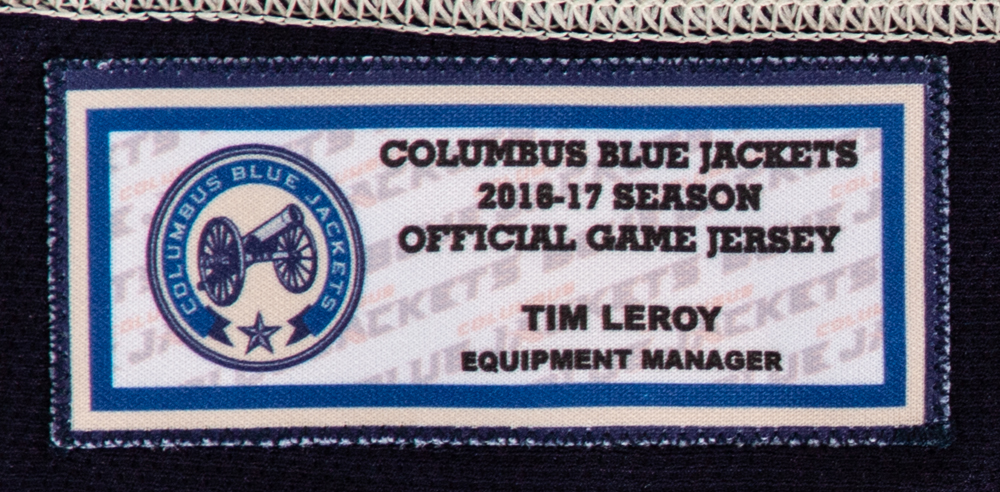 COLUMBUS BLUE JACKETS
COLUMBUS BLUE JACKETS
2016-17 SEASON
OFFICIAL GAME JERSEY
TIM LEROY
EQUIPMENT MANAGER